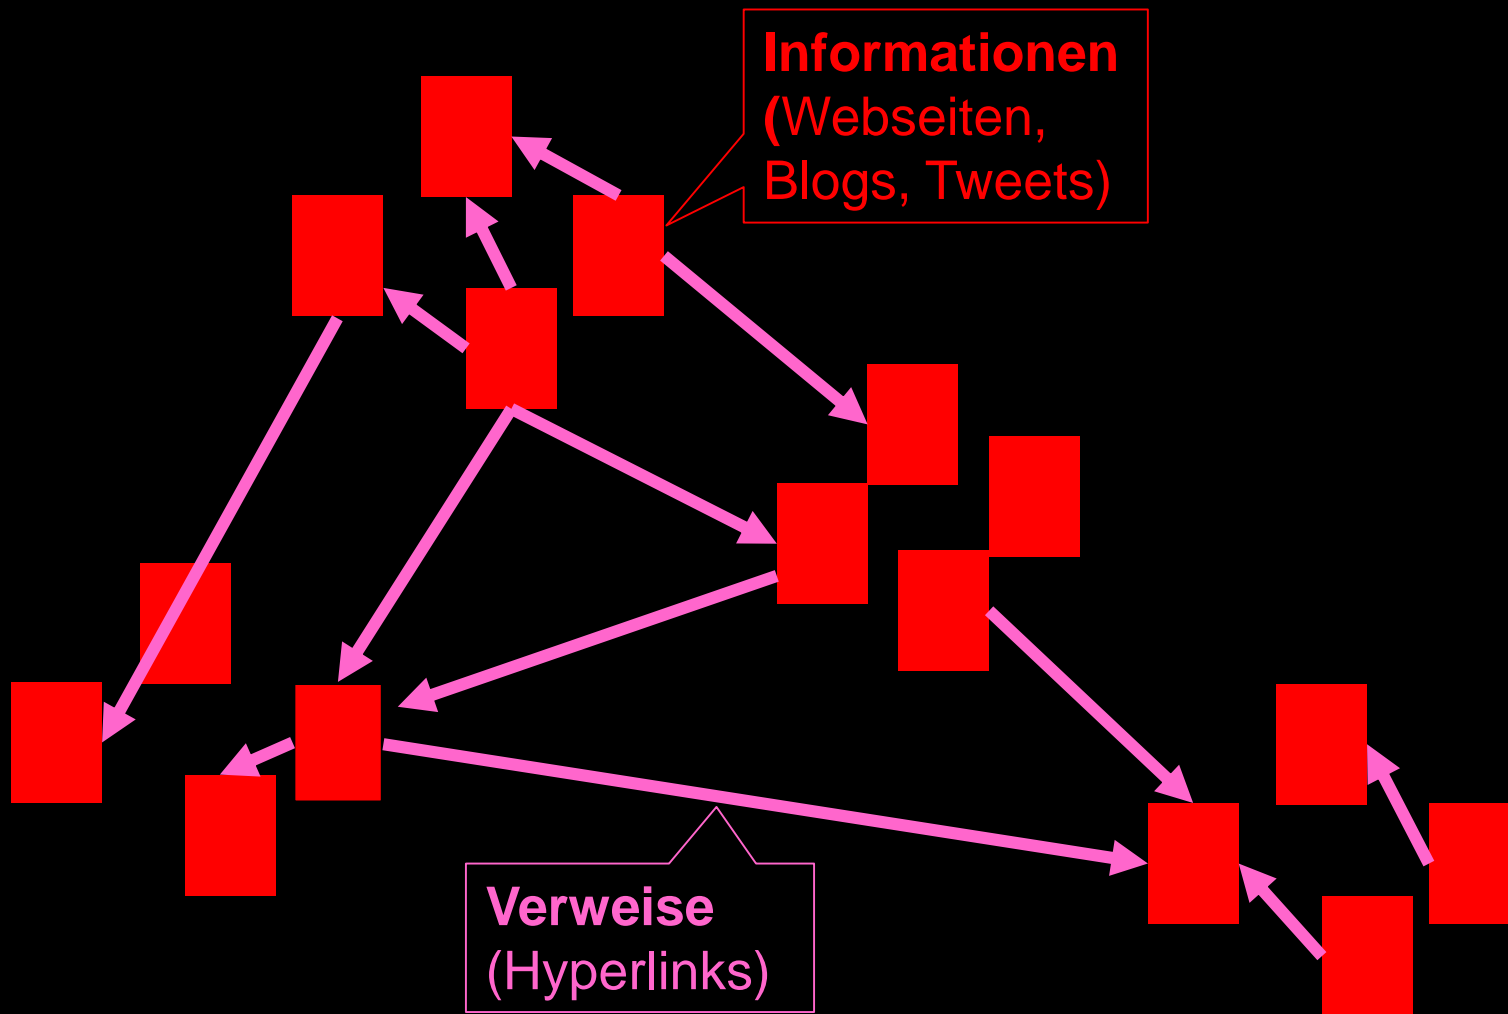 Informationen
(Webseiten,
Blogs, Tweets)
Verweise
(Hyperlinks)